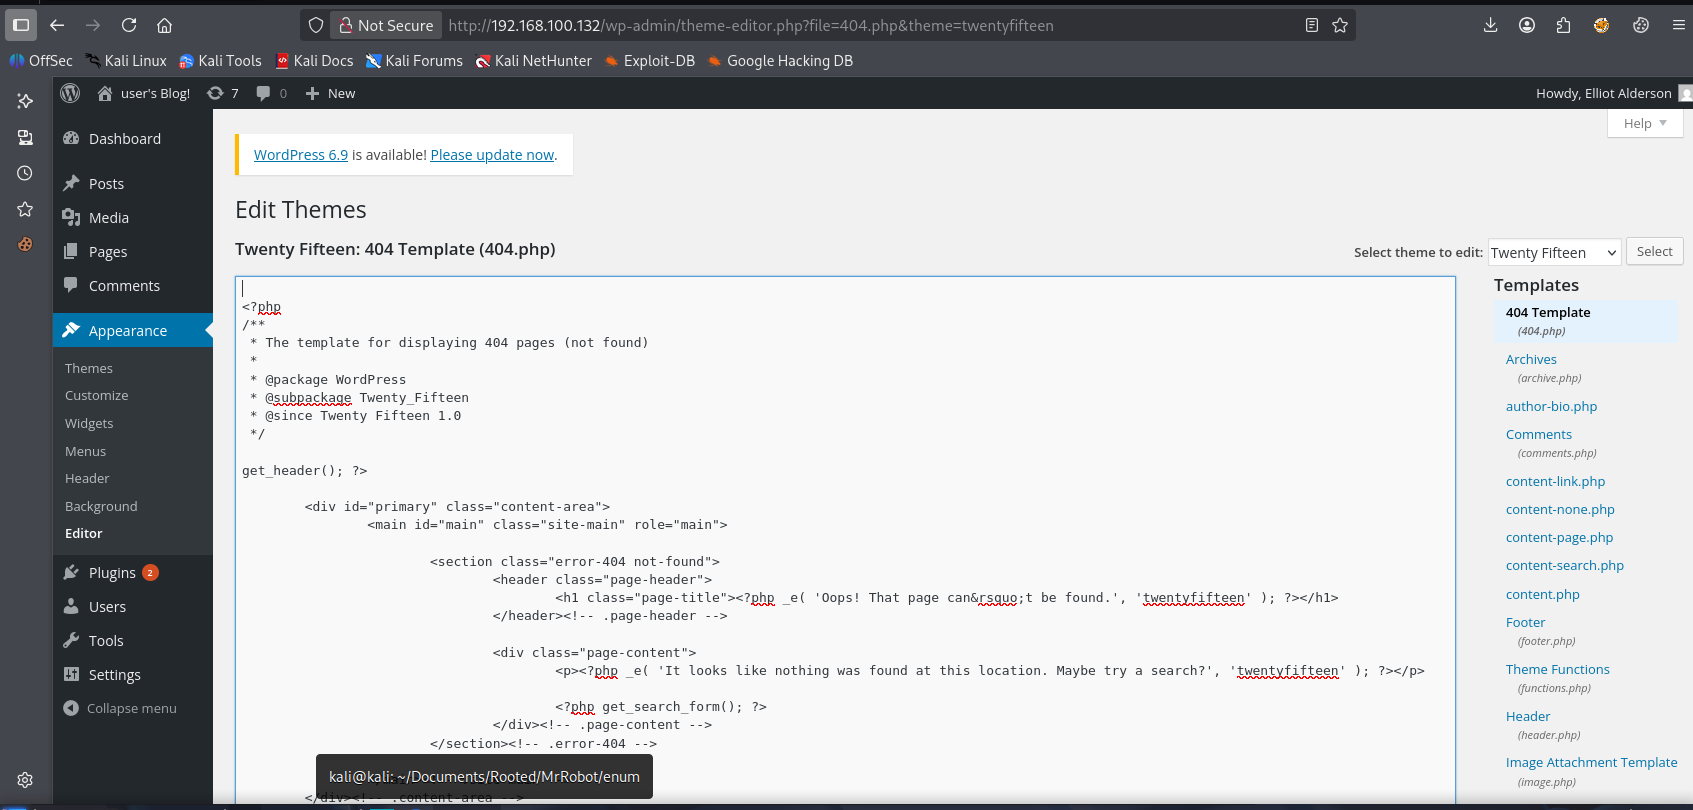 Not Secure
http://192.168.100.132/wp-admin/theme-editor.php?file=404.php&theme=twentyfifteen
OffSec Kali Linux Kali Tools Kali Docs Kali Forums Kali NetHunter Exploit-DB Google Hacking DB
user's Blog! 7 0 New Howdy, Elliot Alderson
Help
Dashboard
Posts
Media
Pages
Comments
Appearance
Themes
Customize
Widgets
Menus
Header
Background
Editor
Plugins 2
Users
Tools
Settings
Collapse menu
WordPress 6.9 is available! Please update now.
Edit Themes
Twenty Fifteen: 404 Template (404.php)
Select theme to edit: Twenty Fifteen Select
<?php
/**
 * The template for displaying 404 pages (not found)
 *
 * @package WordPress
 * @subpackage Twenty_Fifteen
 * @since Twenty Fifteen 1.0
 */
get_header(); ?>
<div id="primary" class="content-area">
<main id="main" class="site-main" role="main">
<section class="error-404 not-found">
<header class="page-header">
<h1 class="page-title"><?php _e( 'Oops! That page can&rsquo;t be found.', 'twentyfifteen' ); ?></h1>
</header><!-- .page-header -->
<div class="page-content">
<p><?php _e( 'It looks like nothing was found at this location. Maybe try a search?', 'twentyfifteen' ); ?></p>
<?php get_search_form(); ?>
</div><!-- .page-content -->
</section><!-- .error-404 -->
</div><!-- .content-area -->
kali@kali: ~/Documents/Rooted/MrRobot/enum
Templates
404 Template
(404.php)
Archives
(archive.php)
author-bio.php
Comments
(comments.php)
content-link.php
content-none.php
content-page.php
content-search.php
content.php
Footer
(footer.php)
Theme Functions
(functions.php)
Header
(header.php)
Image Attachment Template
(image.php)